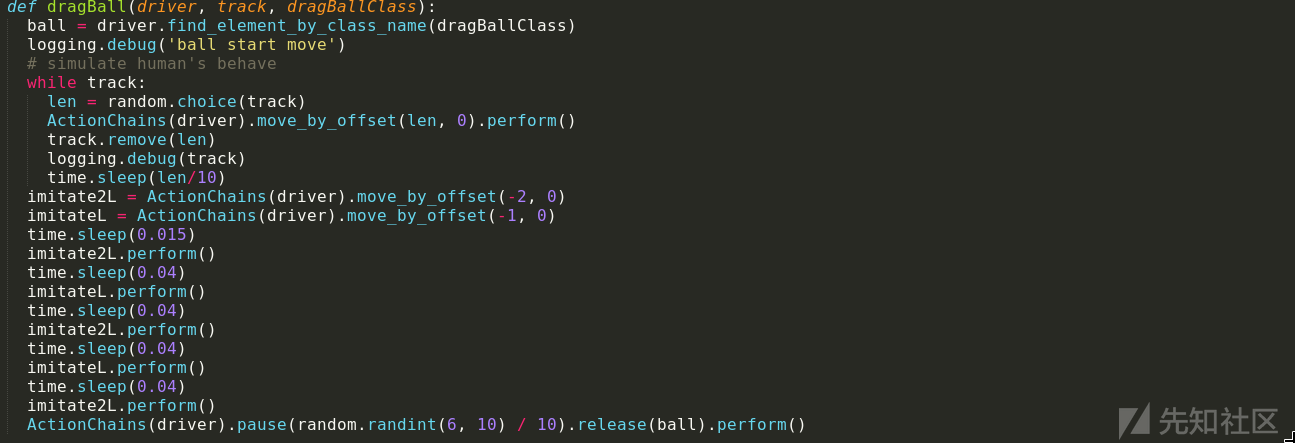 def dragBall(driver, track, dragBallClass):
  ball = driver.find_element_by_class_name(dragBallClass)
  logging.debug('ball start move')
  # simulate human's behave
  while track:
    len = random.choice(track)
    ActionChains(driver).move_by_offset(len, 0).perform()
    track.remove(len)
    logging.debug(track)
    time.sleep(len/10)
  imitate2L = ActionChains(driver).move_by_offset(-2, 0)
  imitateL = ActionChains(driver).move_by_offset(-1, 0)
  time.sleep(0.015)
  imitate2L.perform()
  time.sleep(0.04)
  imitateL.perform()
  time.sleep(0.04)
  imitate2L.perform()
  time.sleep(0.04)
  imitateL.perform()
  time.sleep(0.04)
  imitate2L.perform()
  ActionChains(driver).pause(random.randint(6, 10) / 10).release(ball).perform()
先知社区